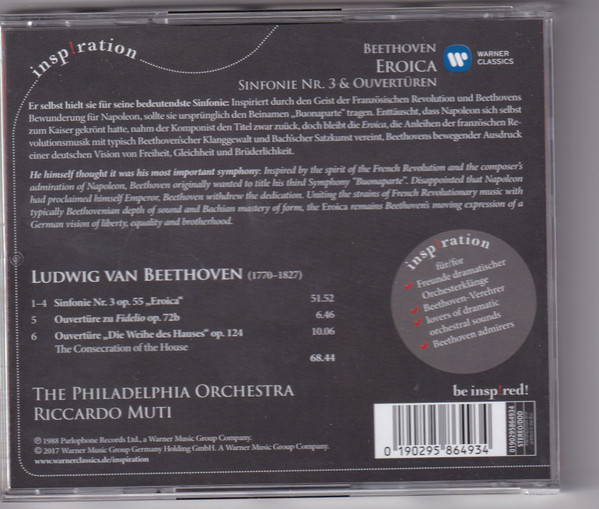 insp!ration
BEETHOVEN
EROICA
SINFONIE NR. 3 & OUVERTÜREN
WARNER
CLASSICS
Er selbst hielt sie für seine bedeutendste Sinfonie: Inspiriert durch den Geist der Französischen Revolution und Beethovens
Bewunderung für Napoleon, sollte sie ursprünglich den Beinamen „Buonaparte“ tragen. Enttäuscht, dass Napoleon sich selbst
zum Kaiser gekrönt hatte, nahm der Komponist den Titel zwar zurück, doch bleibt die Eroica, die Anleihen der französischen Re-
volutionsmusik mit typisch Beethoven'scher Klanggewalt und Bach'scher Satzkunst vereint, Beethovens bewegender Ausdruck
einer deutschen Vision von Freiheit, Gleichheit und Brüderlichkeit.
He himself thought it was his most important symphony: Inspired by the spirit of the French Revolution and the composer's
admiration of Napoleon, Beethoven originally wanted to title his third Symphony "Buonaparte". Disappointed that Napoleon
had proclaimed himself Emperor, Beethoven withdrew the dedication. Uniting the strains of French Revolutionary music with
typically Beethovenian depth of sound and Bachian mastery of form, the Eroica remains Beethoven's moving expression of a
German vision of liberty, equality and brotherhood.
LUDWIG VAN BEETHOVEN (1770–1827)
1–4 Sinfonie Nr. 3 op. 55 „Eroica“ 51.52
5 Ouvertüre zu Fidelio op. 72b 6.46
6 Ouvertüre „Die Weihe des Hauses“ op. 124 10.06
The Consecration of the House
68.44
insp!ration
für/for
Freunde dramatischer
Orchesterklänge
Beethoven-Verehrer
lovers of dramatic
orchestral sounds
Beethoven admirers
THE PHILADELPHIA ORCHESTRA
RICCARDO MUTI
be insp!red!
℗ 1988 Parlophone Records Ltd., a Warner Music Group Company.
© 2017 Warner Music Group Germany Holding GmbH. A Warner Music Group Company.
www.warnerclassics.de/inspiration
0 190295 864934
0190295864934
STEREO/DDD